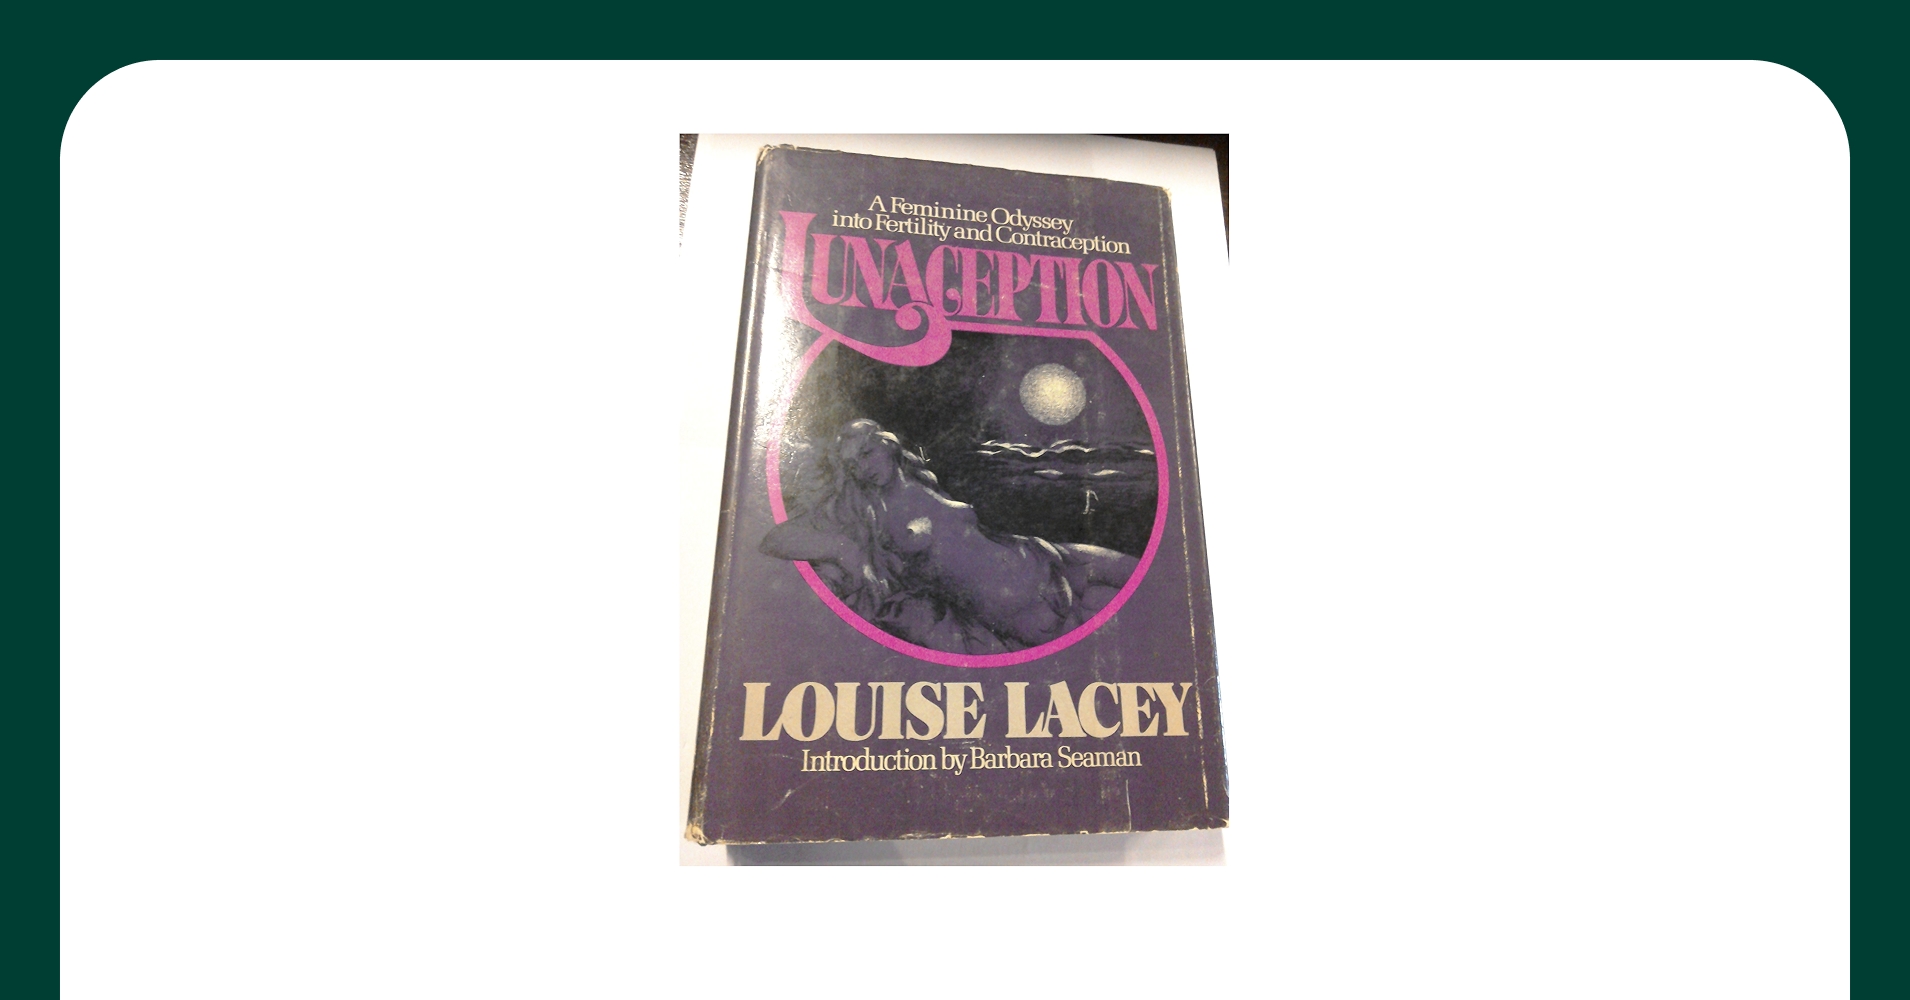 A Feminine Odyssey
into Fertility and Contraception
LUNACEPTION
LOUISE LACEY
Introduction by Barbara Seaman